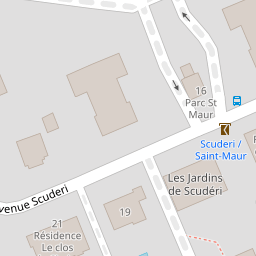 16
Parc St
Maur
Scuderi /
Saint-Maur
Les Jardins
de Scudéri
venue Scuderi
19
21
Résidence
Le clos